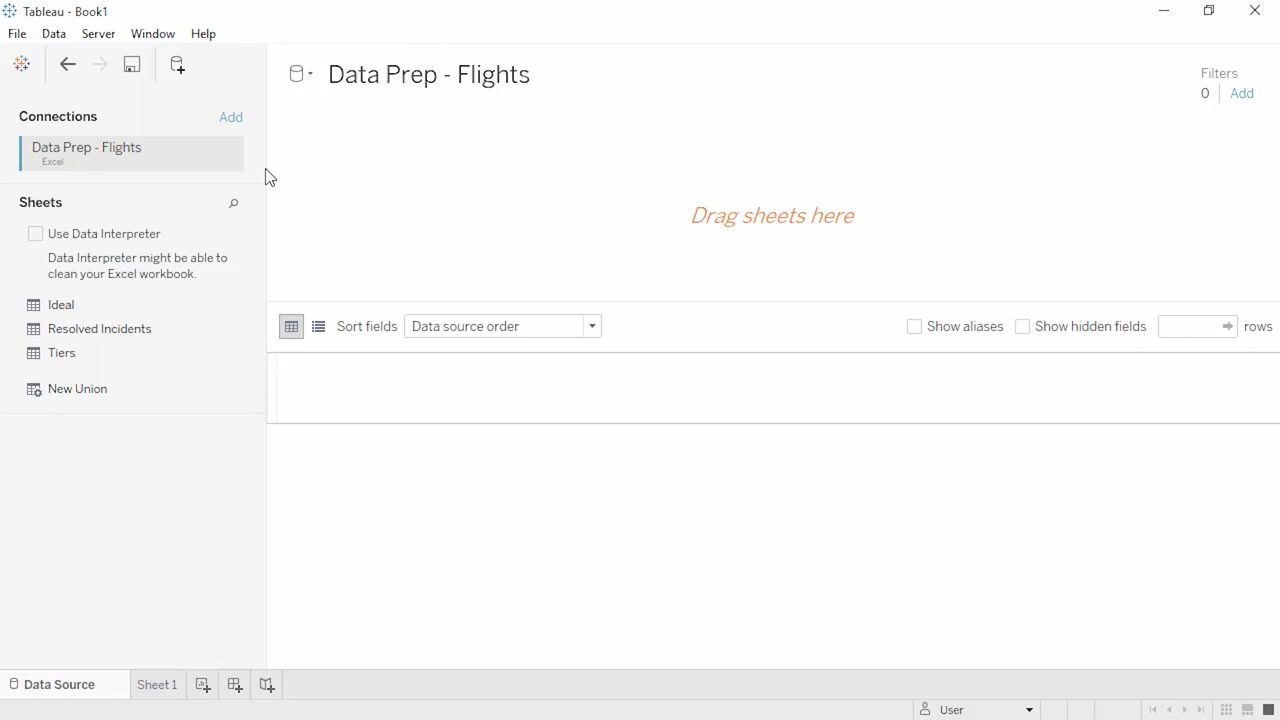 Tableau - Book1
File Data Server Window Help
Data Prep - Flights
Filters
0 Add
Connections Add
Data Prep - Flights
Excel
Sheets
Use Data Interpreter
Data Interpreter might be able to
clean your Excel workbook.
Drag sheets here
Ideal
Resolved Incidents
Tiers
New Union
Sort fields Data source order Show aliases Show hidden fields rows
Data Source Sheet 1
User